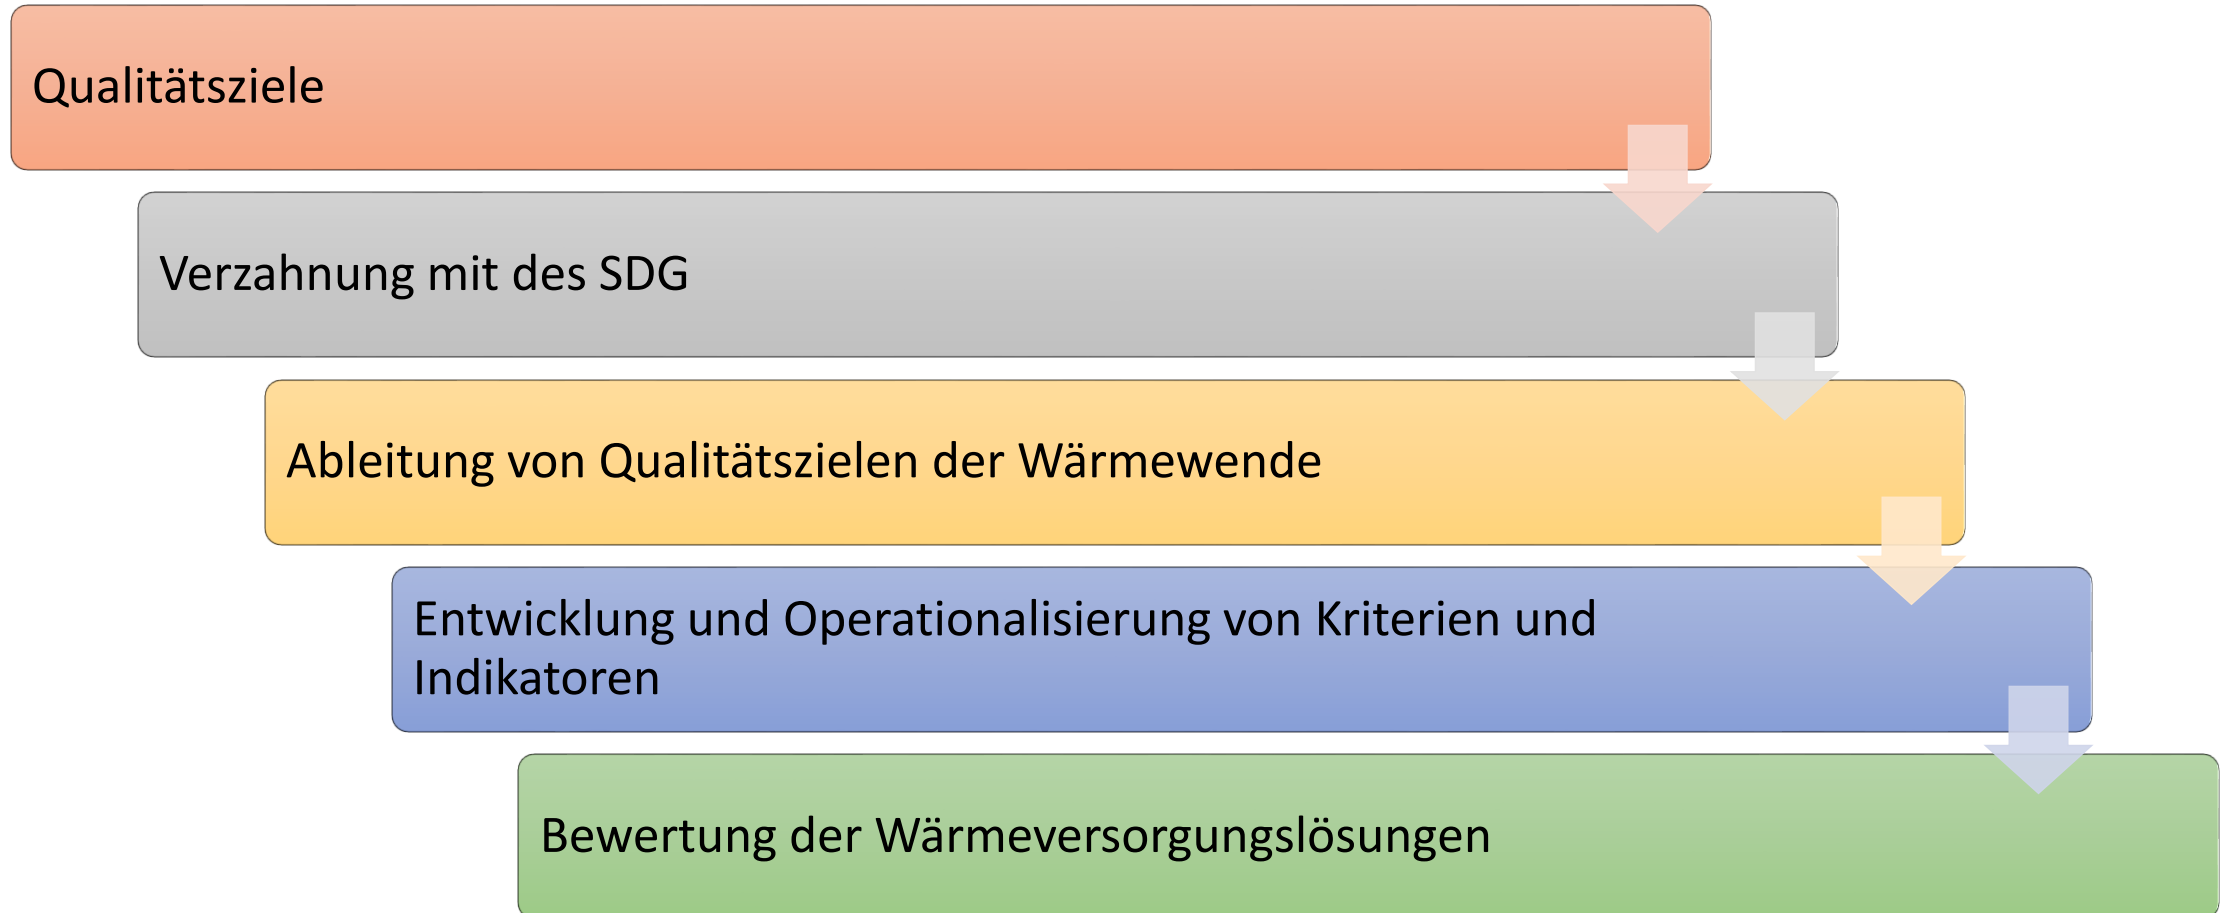 Qualitätsziele
Verzahnung mit des SDG
Ableitung von Qualitätszielen der Wärmewende
Entwicklung und Operationalisierung von Kriterien und
Indikatoren
Bewertung der Wärmeversorgungslösungen